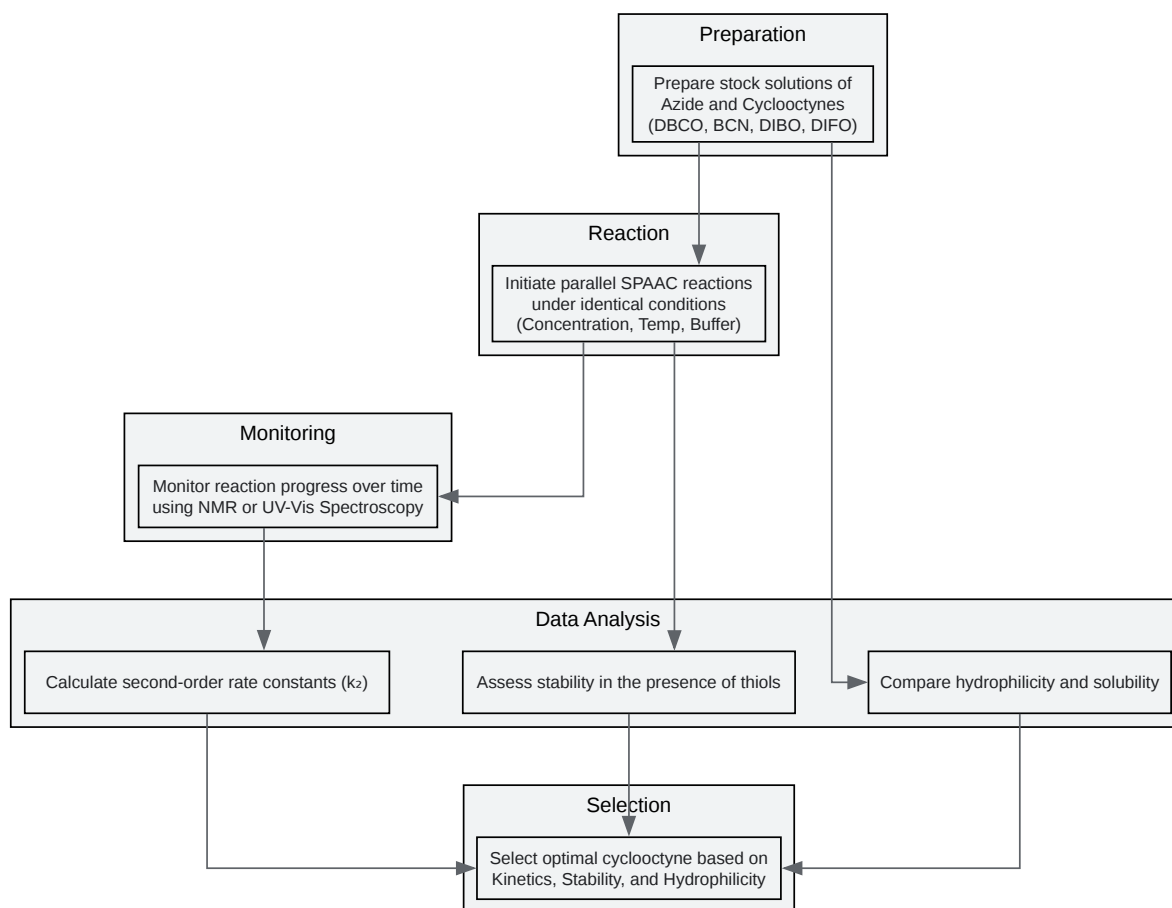 Preparation
Prepare stock solutions of
Azide and Cyclooctynes
(DBCO, BCN, DIBO, DIFO)
Reaction
Initiate parallel SPAAC reactions
under identical conditions
(Concentration, Temp, Buffer)
Monitoring
Monitor reaction progress over time
using NMR or UV-Vis Spectroscopy
Data Analysis
Calculate second-order rate constants (k₂)
Assess stability in the presence of thiols
Compare hydrophilicity and solubility
Selection
Select optimal cyclooctyne based on
Kinetics, Stability, and Hydrophilicity